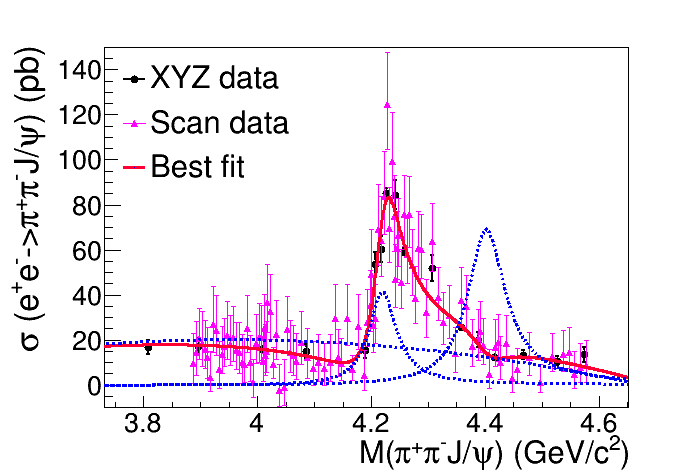 σ (e⁺e⁻->π⁺π⁻J/ψ) (pb)
140
120
100
80
60
40
20
0
XYZ data
Scan data
Best fit
3.8 4 4.2 4.4 4.6
M(π⁺π⁻J/ψ) (GeV/c²)